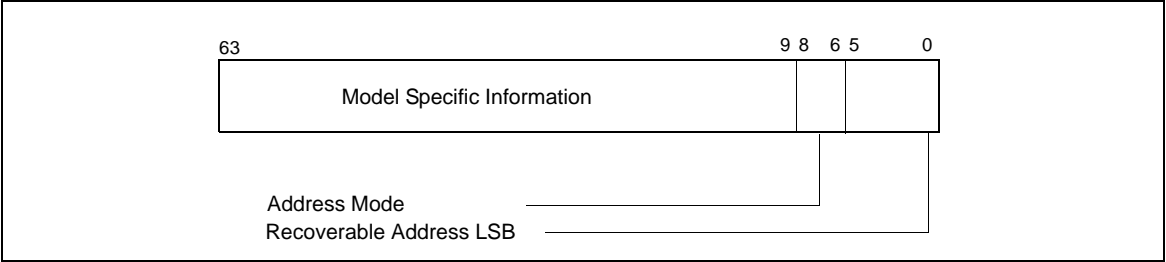 63 9 8 6 5 0
Model Specific Information
Address Mode
Recoverable Address LSB